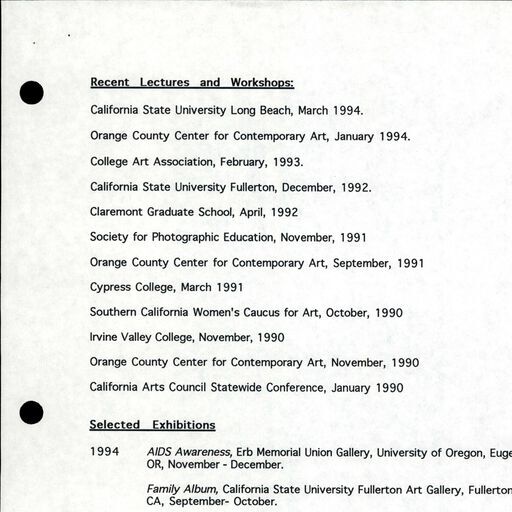 Recent Lectures and Workshops:
California State University Long Beach, March 1994.
Orange County Center for Contemporary Art, January 1994.
College Art Association, February, 1993.
California State University Fullerton, December, 1992.
Claremont Graduate School, April, 1992
Society for Photographic Education, November, 1991
Orange County Center for Contemporary Art, September, 1991
Cypress College, March 1991
Southern California Women's Caucus for Art, October, 1990
Irvine Valley College, November, 1990
Orange County Center for Contemporary Art, November, 1990
California Arts Council Statewide Conference, January 1990
Selected Exhibitions
1994 AIDS Awareness, Erb Memorial Union Gallery, University of Oregon, Euge
OR, November - December.
Family Album, California State University Fullerton Art Gallery, Fullerton
CA, September- October.